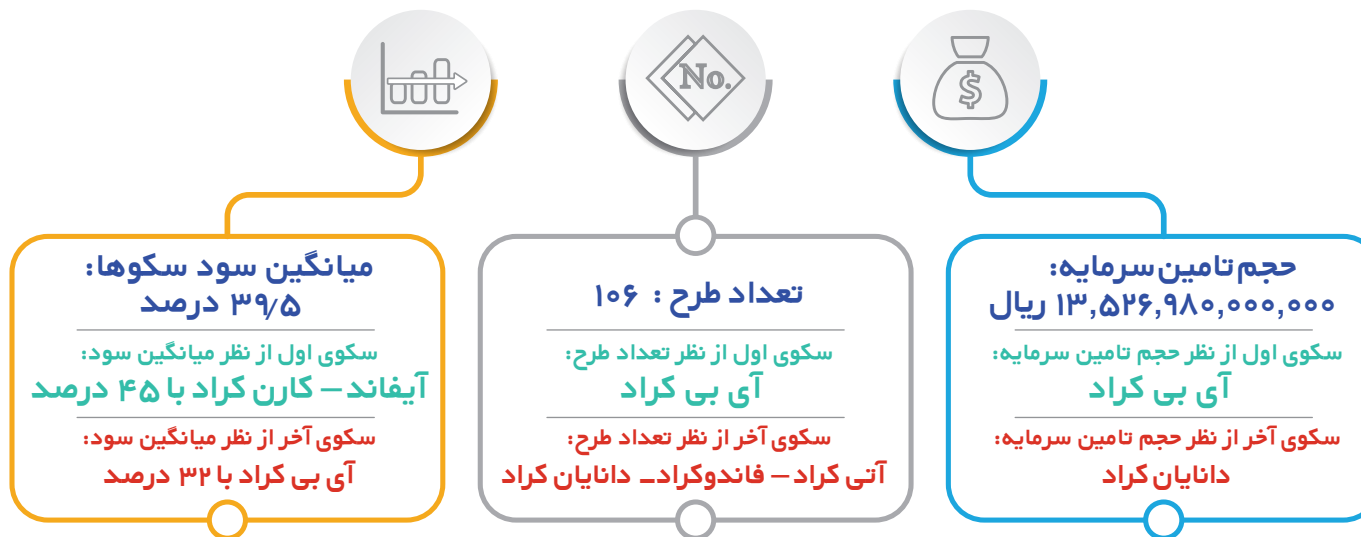 $
No.
حجم تامین سرمایه:
۱۳,۵۲۶,۹۸۰,۰۰۰,۰۰۰ ریال
سکوی اول از نظر حجم تامین سرمایه:
آی بی کراد
سکوی آخر از نظر حجم تامین سرمایه:
دانایان کراد
تعداد طرح : ۱۰۶
سکوی اول از نظر تعداد طرح:
آی بی کراد
سکوی آخر از نظر تعداد طرح:
آتی کراد – فاندوکراد– دانایان کراد
میانگین سود سکوها:
۳۹/۵ درصد
سکوی اول از نظر میانگین سود:
آیفاند – کارن کراد با ۴۵ درصد
سکوی آخر از نظر میانگین سود:
آی بی کراد با ۳۲ درصد